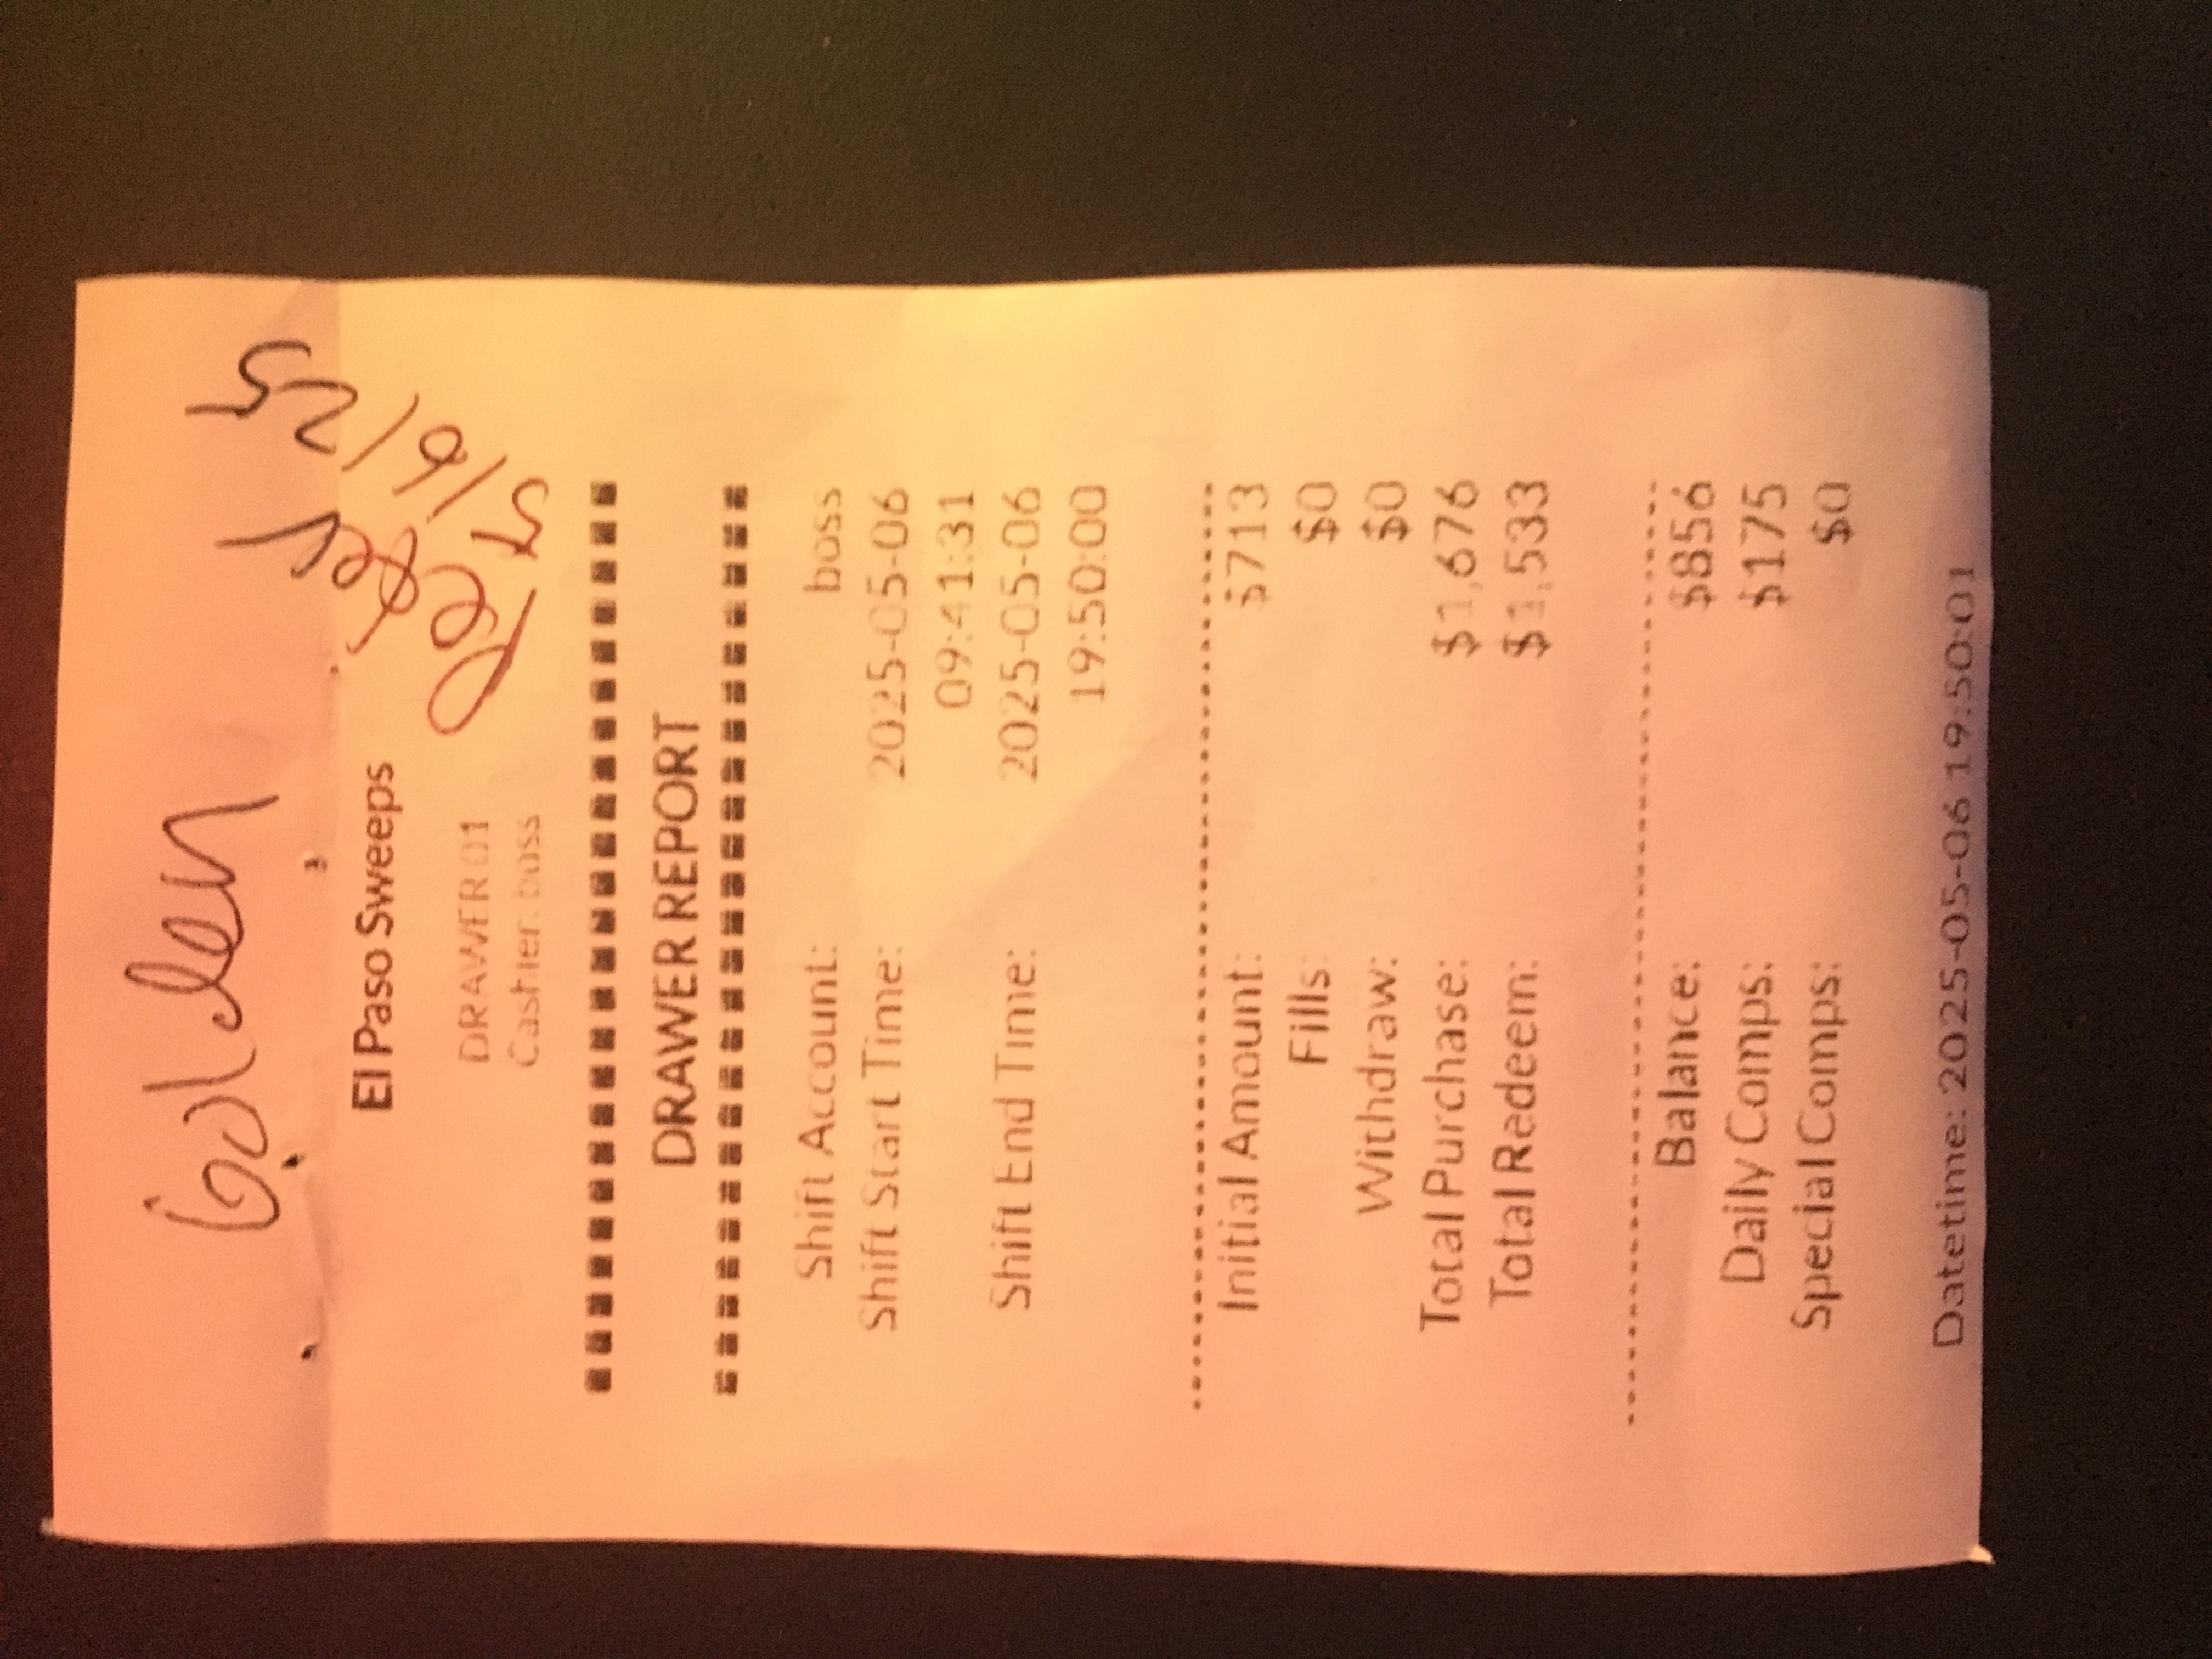 Golden
5/6/25
El Paso Sweeps
DRAWER 01
Cashier: boss
DRAWER REPORT
Shift Account: boss
Shift Start Time: 2025-05-06
09:41:31
Shift End Time: 2025-05-06
19:50:00
Initial Amount: $713
Fills: $0
Withdraw: $0
Total Purchase: $1,676
Total Redeem: $1,533
Balance: $856
Daily Comps: $175
Special Comps: $0
Datetime: 2025-05-06 19:50:01